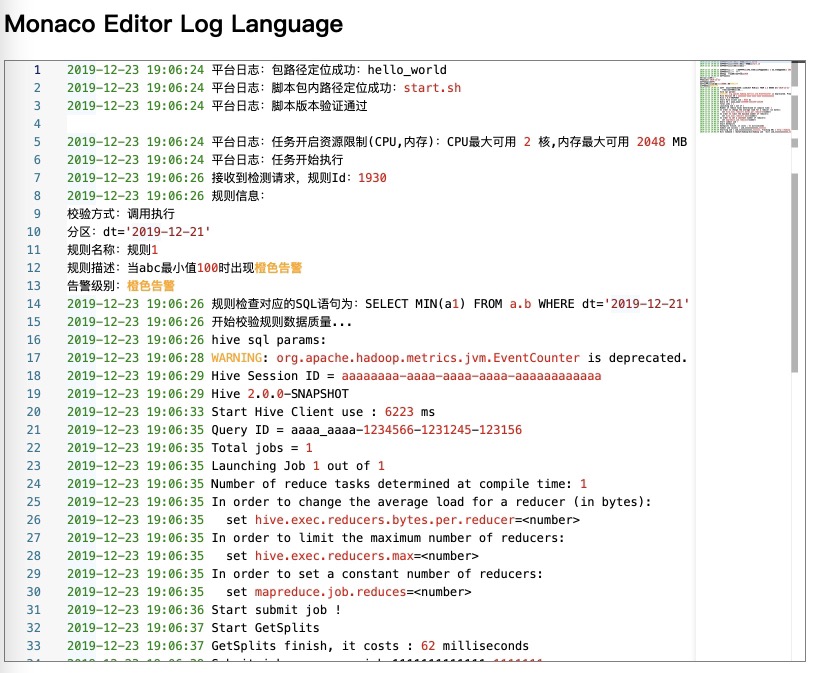 Monaco Editor Log Language
1 2019-12-23 19:06:24 平台日志：包路径定位成功：hello_world
2 2019-12-23 19:06:24 平台日志：脚本包内路径定位成功：start.sh
3 2019-12-23 19:06:24 平台日志：脚本版本验证通过
4
5 2019-12-23 19:06:24 平台日志：任务开启资源限制(CPU,内存)：CPU最大可用 2 核,内存最大可用 2048 MB
6 2019-12-23 19:06:24 平台日志：任务开始执行
7 2019-12-23 19:06:26 接收到检测请求，规则Id：1930
8 2019-12-23 19:06:26 规则信息：
9 校验方式：调用执行
10 分区：dt='2019-12-21'
11 规则名称：规则1
12 规则描述：当abc最小值100时出现橙色告警
13 告警级别：橙色告警
14 2019-12-23 19:06:26 规则检查对应的SQL语句为：SELECT MIN(a1) FROM a.b WHERE dt='2019-12-21'
15 2019-12-23 19:06:26 开始校验规则数据质量...
16 2019-12-23 19:06:26 hive sql params:
17 2019-12-23 19:06:28 WARNING: org.apache.hadoop.metrics.jvm.EventCounter is deprecated.
18 2019-12-23 19:06:29 Hive Session ID = aaaaaaaa-aaaa-aaaa-aaaa-aaaaaaaaaaaa
19 2019-12-23 19:06:29 Hive 2.0.0-SNAPSHOT
20 2019-12-23 19:06:33 Start Hive Client use : 6223 ms
21 2019-12-23 19:06:35 Query ID = aaaa_aaaa-1234566-1231245-123156
22 2019-12-23 19:06:35 Total jobs = 1
23 2019-12-23 19:06:35 Launching Job 1 out of 1
24 2019-12-23 19:06:35 Number of reduce tasks determined at compile time: 1
25 2019-12-23 19:06:35 In order to change the average load for a reducer (in bytes):
26 2019-12-23 19:06:35   set hive.exec.reducers.bytes.per.reducer=<number>
27 2019-12-23 19:06:35 In order to limit the maximum number of reducers:
28 2019-12-23 19:06:35   set hive.exec.reducers.max=<number>
29 2019-12-23 19:06:35 In order to set a constant number of reducers:
30 2019-12-23 19:06:35   set mapreduce.job.reduces=<number>
31 2019-12-23 19:06:36 Start submit job !
32 2019-12-23 19:06:37 Start GetSplits
33 2019-12-23 19:06:37 GetSplits finish, it costs : 62 milliseconds